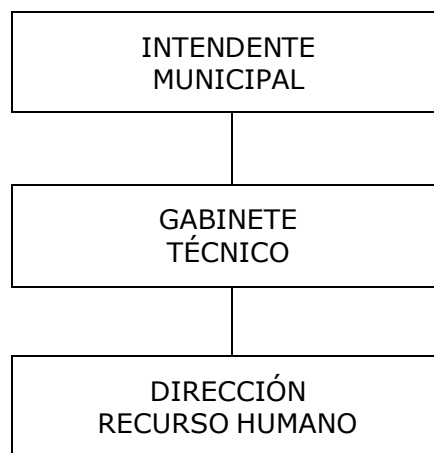 INTENDENTE
MUNICIPAL
GABINETE
TÉCNICO
DIRECCIÓN
RECURSO HUMANO